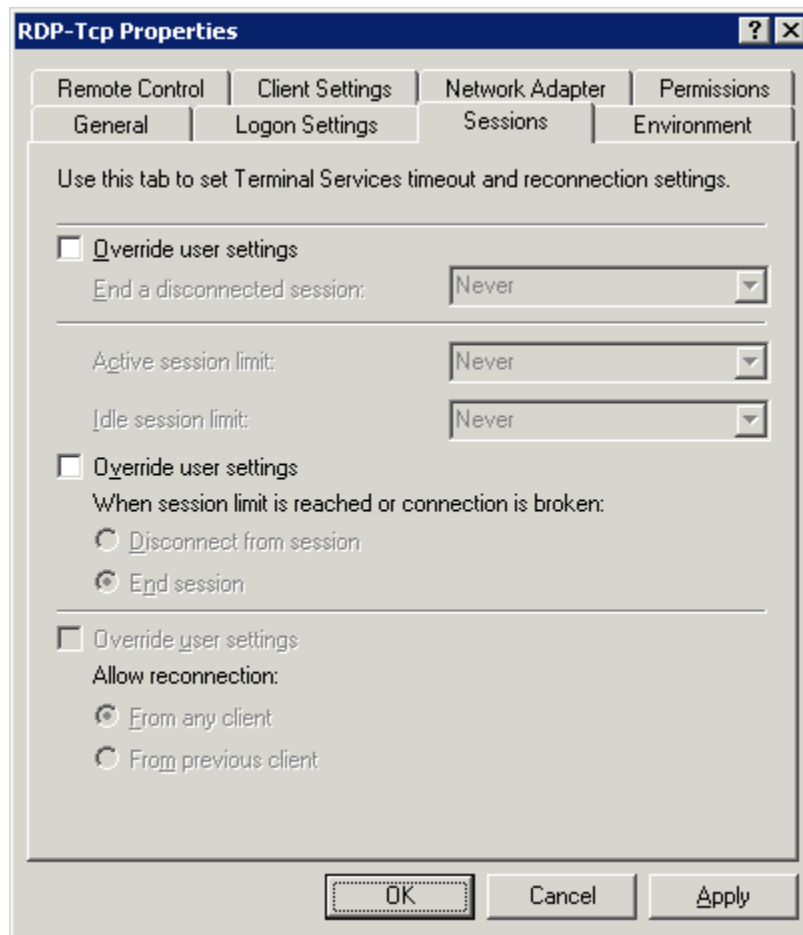 RDP-Tcp Properties
Remote Control Client Settings Network Adapter Permissions
General Logon Settings Sessions Environment
Use this tab to set Terminal Services timeout and reconnection settings.
Override user settings
End a disconnected session: Never
Active session limit: Never
Idle session limit: Never
Override user settings
When session limit is reached or connection is broken:
Disconnect from session
End session
Override user settings
Allow reconnection:
From any client
From previous client
OK Cancel Apply